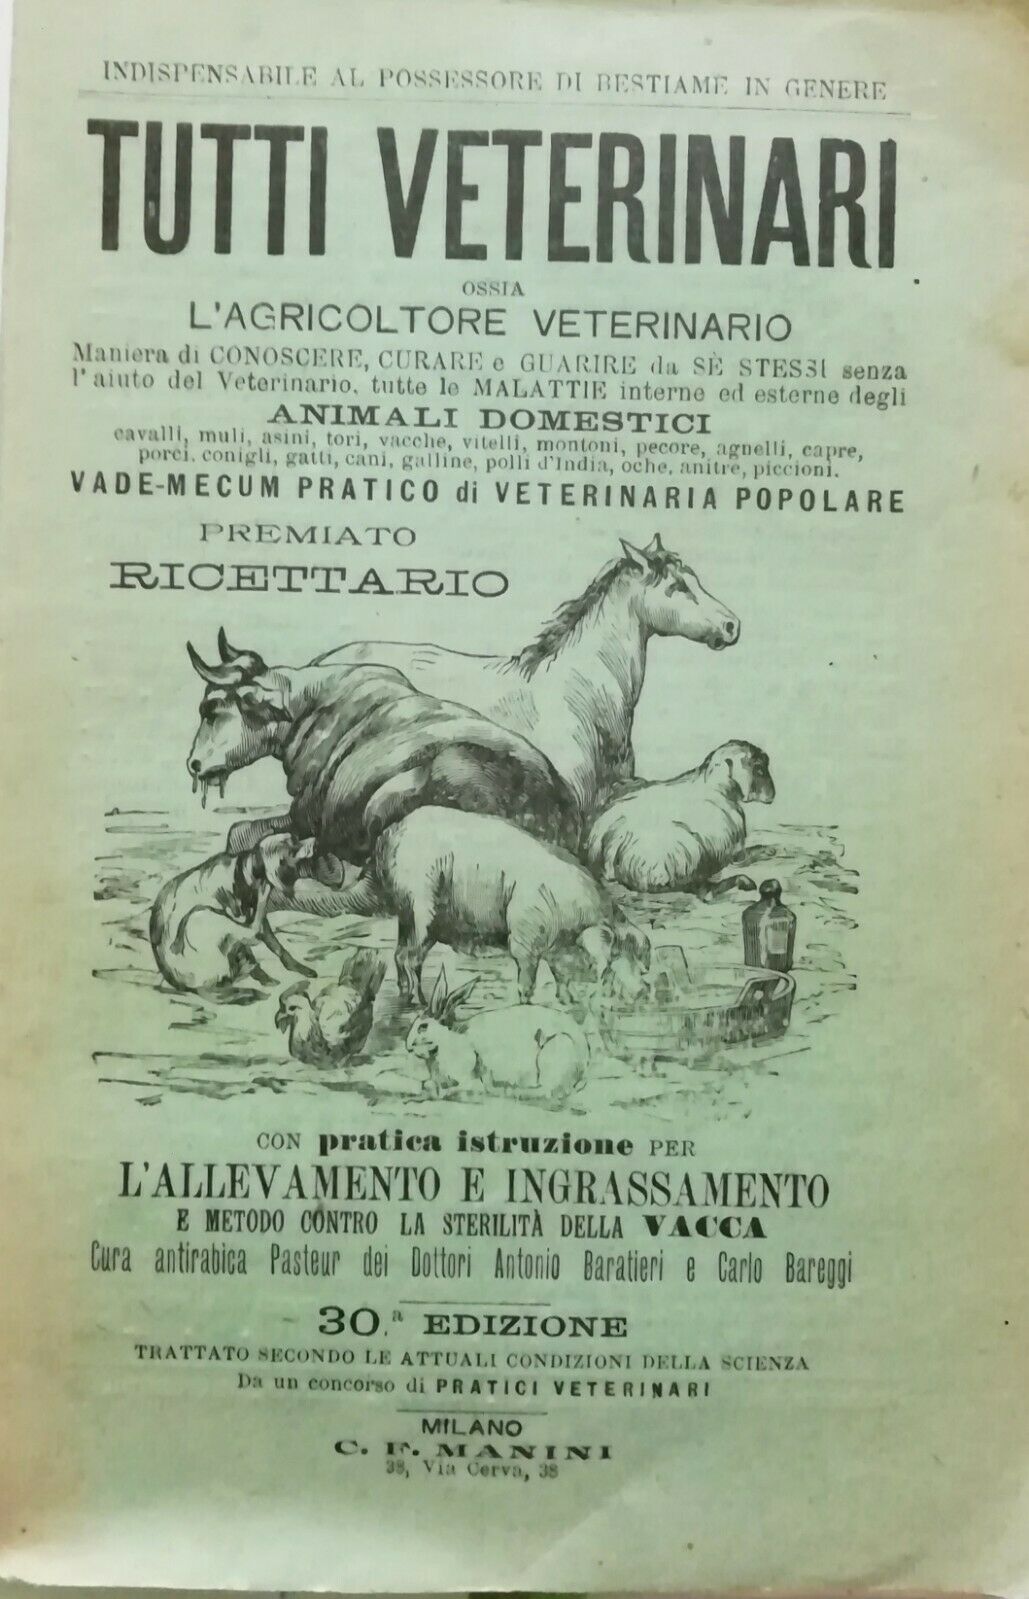 INDISPENSABILE AL POSSESSORE DI BESTIAME IN GENERE
TUTTI VETERINARI
OSSIA
L'AGRICOLTORE VETERINARIO
Maniera di CONOSCERE, CURARE e GUARIRE da SÈ STESSI senza
l'aiuto del Veterinario, tutte le MALATTIE interne ed esterne degli
ANIMALI DOMESTICI
cavalli, muli, asini, tori, vacche, vitelli, montoni, pecore, agnelli, capre,
porci, conigli, gatti, cani, galline, polli d'India, oche, anitre, piccioni.
VADE-MECUM PRATICO di VETERINARIA POPOLARE
PREMIATO
RICETTARIO
CON pratica istruzione PER
L'ALLEVAMENTO E INGRASSAMENTO
E METODO CONTRO LA STERILITÀ DELLA VACCA
Cura antirabica Pasteur dei Dottori Antonio Baratieri e Carlo Bareggi
30.ª EDIZIONE
TRATTATO SECONDO LE ATTUALI CONDIZIONI DELLA SCIENZA
Da un concorso di PRATICI VETERINARI
MILANO
C. F. MANINI
38, Via Cerva, 38